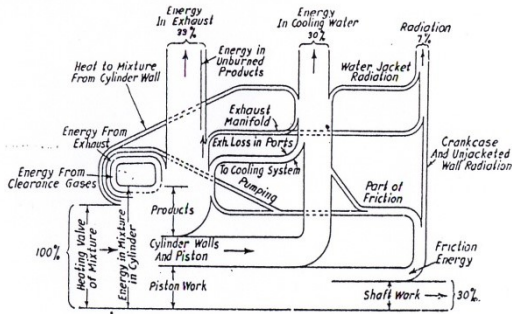 Energy
In Exhaust
33%
Energy
In Cooling Water
30%
Radiation
7%
Energy in
Unburned
Products
Heat to Mixture
From Cylinder Wall
Water Jacket
Radiation
Exhaust
Manifold
Energy From
Exhaust
Exh. Loss in Ports
To Cooling System
Energy From
Clearance Gases
Crankcase
And Unjacketed
Wall Radiation
Pumping
Part of
Friction
Products
100%
Heating Valve
of Mixture
Energy in Mixture
in Cylinder
Cylinder Walls
And Piston
Piston Work
Friction
Energy
Shaft Work
30%